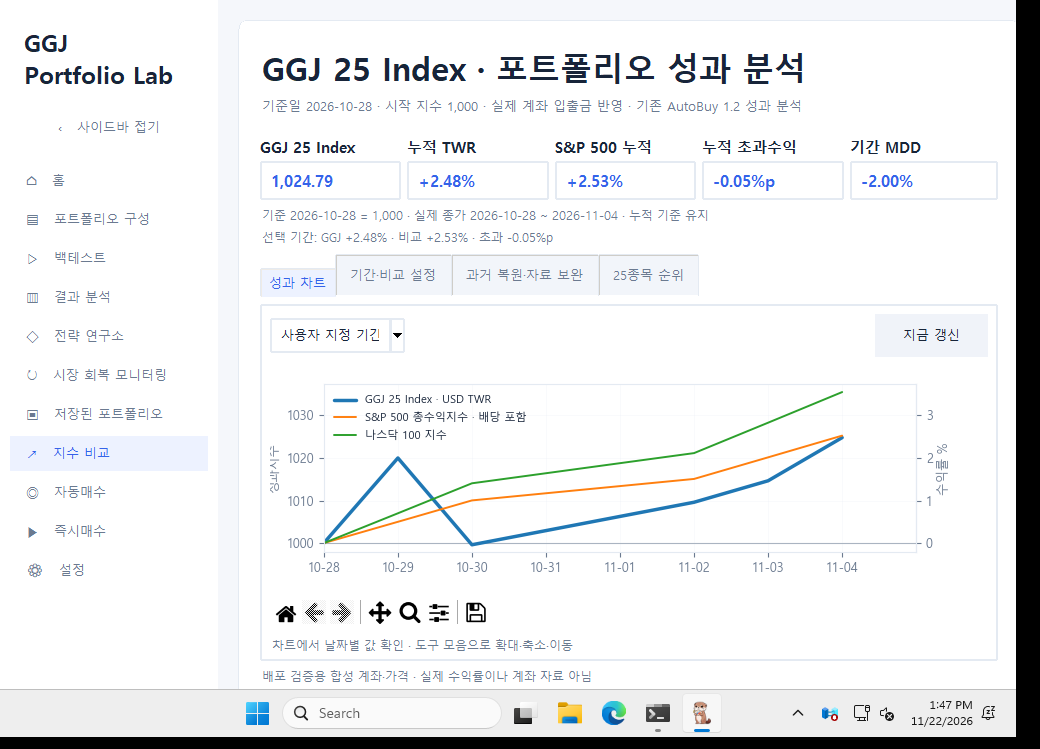 GGJ
Portfolio Lab
‹ 사이드바 접기
홈
포트폴리오 구성
백테스트
결과 분석
전략 연구소
시장 회복 모니터링
저장된 포트폴리오
지수 비교
자동매수
즉시매수
설정
GGJ 25 Index · 포트폴리오 성과 분석
기준일 2026-10-28 · 시작 지수 1,000 · 실제 계좌 입출금 반영 · 기존 AutoBuy 1.2 성과 분석
GGJ 25 Index 누적 TWR S&P 500 누적 누적 초과수익 기간 MDD
1,024.79 +2.48% +2.53% -0.05%p -2.00%
기준 2026-10-28 = 1,000 · 실제 종가 2026-10-28 ~ 2026-11-04 · 누적 기준 유지
선택 기간: GGJ +2.48% · 비교 +2.53% · 초과 -0.05%p
성과 차트 기간·비교 설정 과거 복원·자료 보완 25종목 순위
사용자 지정 기간 지금 갱신
GGJ 25 Index · USD TWR
S&P 500 총수익지수 · 배당 포함
나스닥 100 지수
1030 3
1020 2
1010 1
1000 0
성과지수
수익률 %
10-28 10-29 10-30 10-31 11-01 11-02 11-03 11-04
차트에서 날짜별 값 확인 · 도구 모음으로 확대·축소·이동
배포 검증용 합성 계좌·가격 · 실제 수익률이나 계좌 자료 아님
Search
1:47 PM
11/22/2026